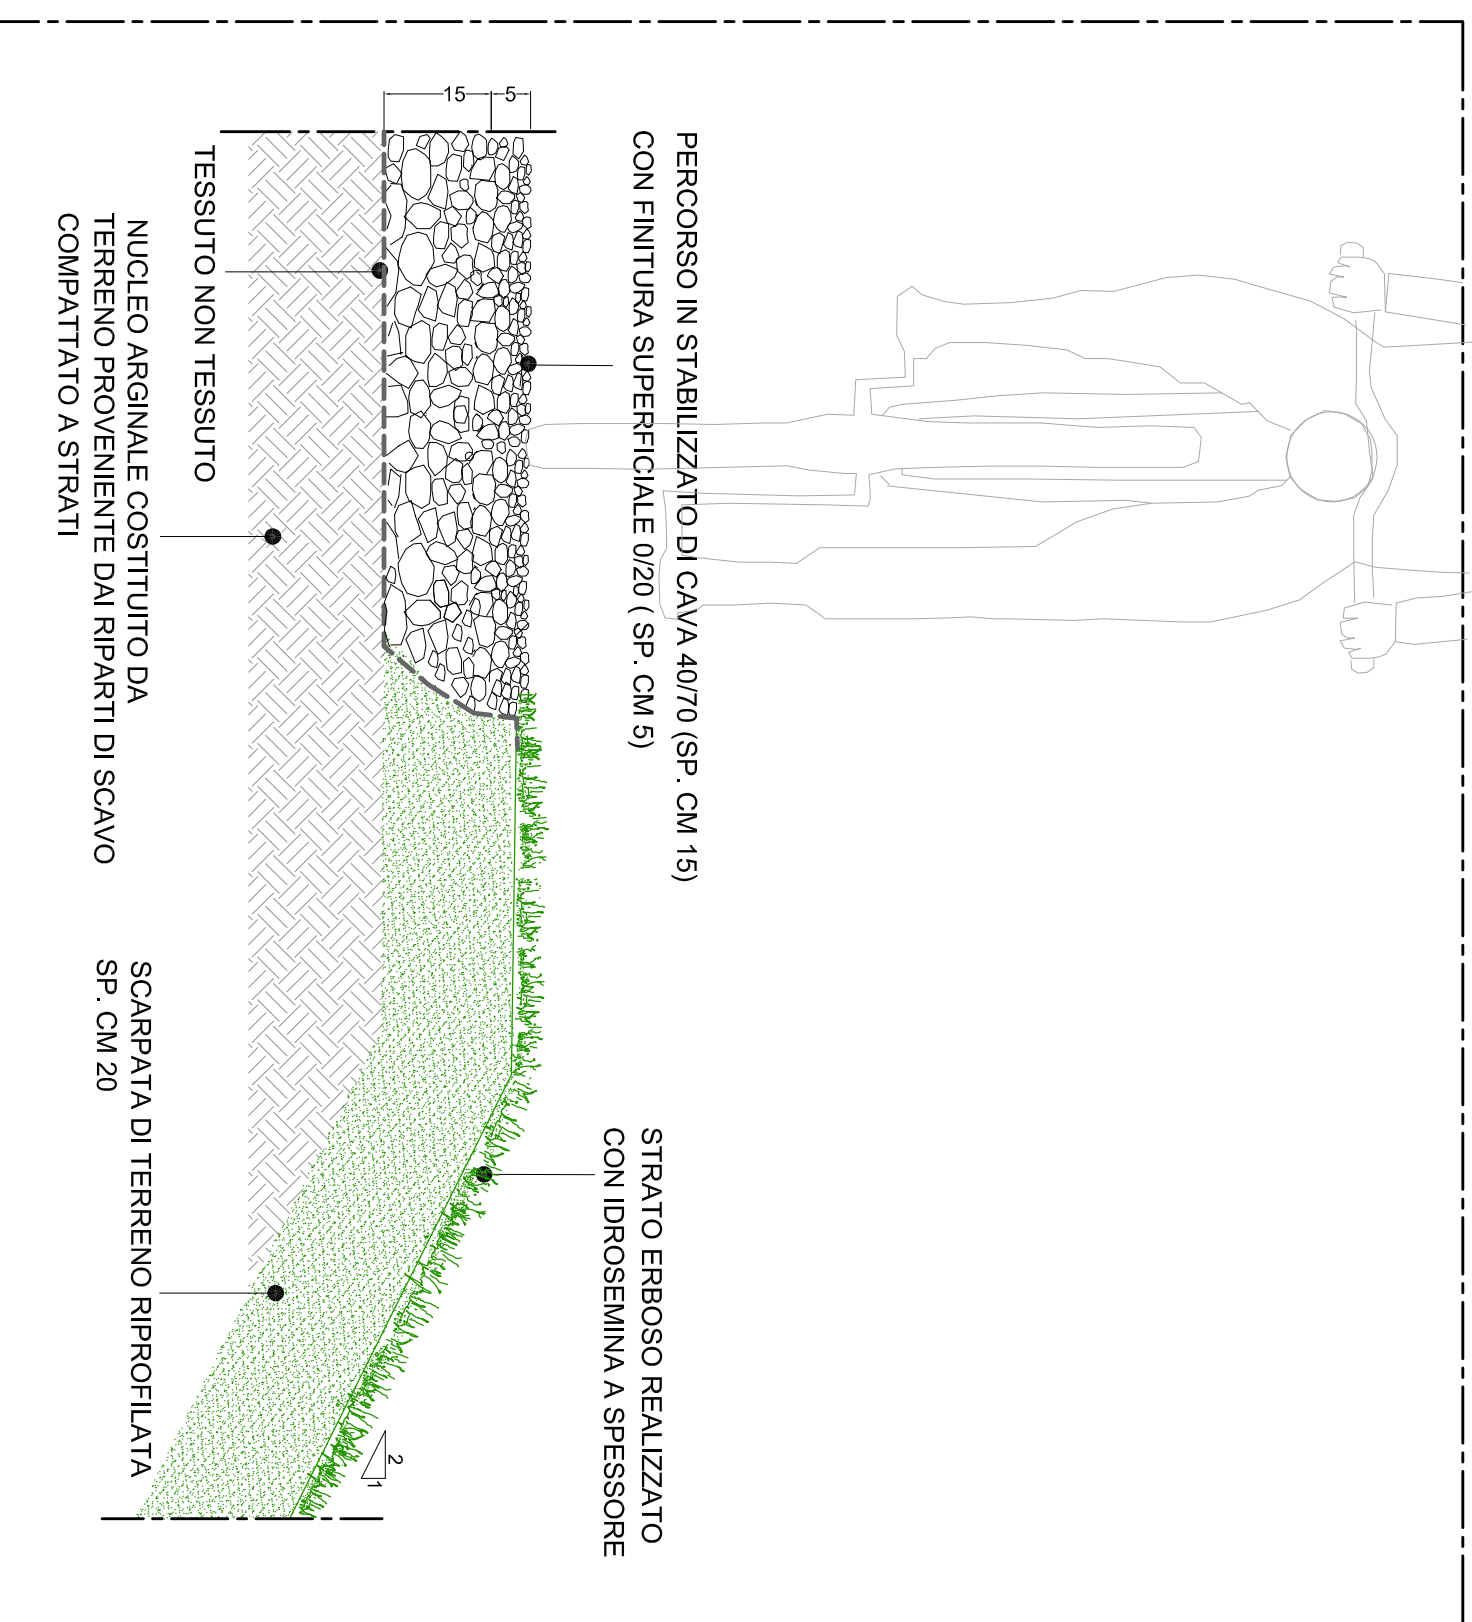 15
5
PERCORSO IN STABILIZZATO DI CAVA 40/70 (SP. CM 15)
CON FINITURA SUPERFICIALE 0/20 ( SP. CM 5)
STRATO ERBOSO REALIZZATO
CON IDROSEMINA A SPESSORE
2
1
TESSUTO NON TESSUTO
NUCLEO ARGINALE COSTITUITO DA
TERRENO PROVENIENTE DAI RIPARTI DI SCAVO
COMPATTATO A STRATI
SCARPATA DI TERRENO RIPROFILATA
SP. CM 20